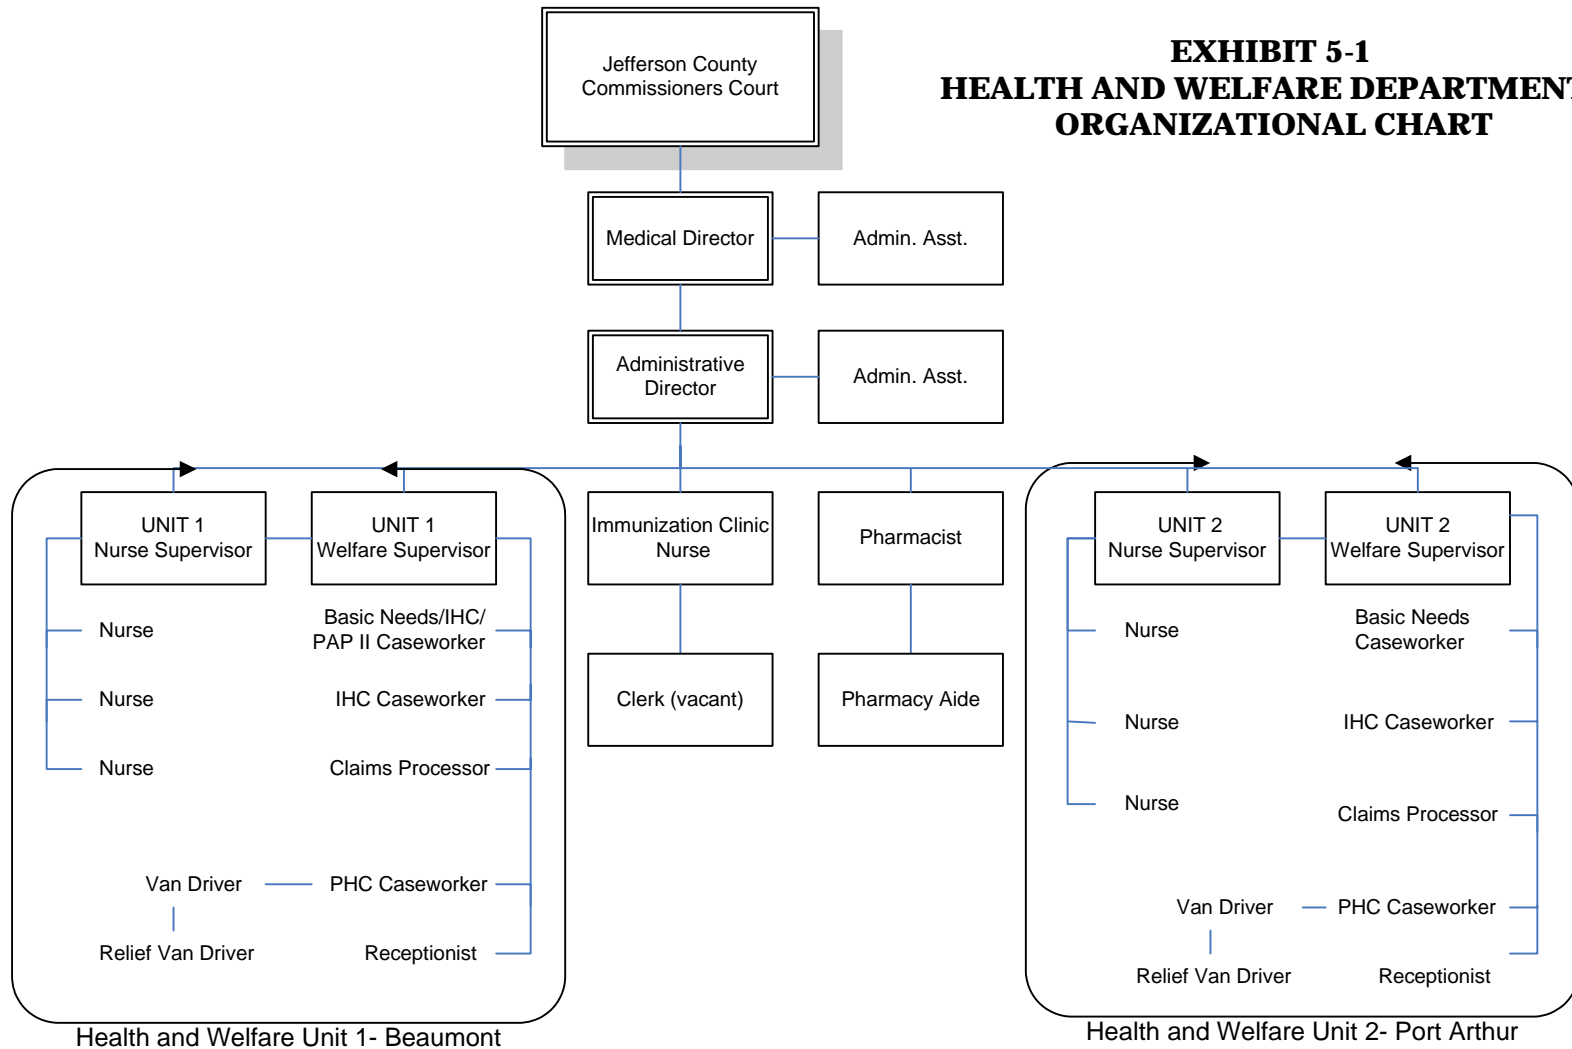 EXHIBIT 5-1
HEALTH AND WELFARE DEPARTMENT
ORGANIZATIONAL CHART
Jefferson County
Commissioners Court
Medical Director
Admin. Asst.
Administrative
Director
Admin. Asst.
UNIT 1
Nurse Supervisor
UNIT 1
Welfare Supervisor
Immunization Clinic
Nurse
Pharmacist
UNIT 2
Nurse Supervisor
UNIT 2
Welfare Supervisor
Nurse
Basic Needs/IHC/
PAP II Caseworker
Nurse
IHC Caseworker
Nurse
Claims Processor
Van Driver
PHC Caseworker
Relief Van Driver
Receptionist
Clerk (vacant)
Pharmacy Aide
Nurse
Basic Needs
Caseworker
Nurse
IHC Caseworker
Nurse
Claims Processor
Van Driver
PHC Caseworker
Relief Van Driver
Receptionist
Health and Welfare Unit 1- Beaumont
Health and Welfare Unit 2- Port Arthur